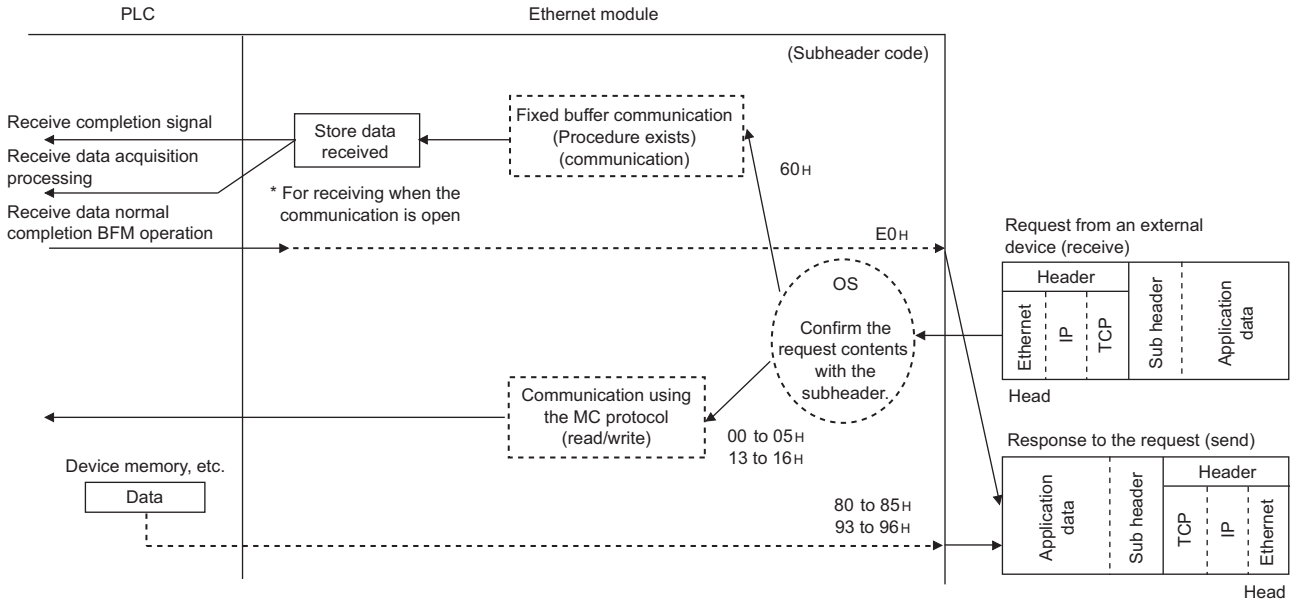 PLC
Ethernet module
(Subheader code)
Receive completion signal
Receive data acquisition
processing
Receive data normal
completion BFM operation
Store data
received
* For receiving when the
communication is open
Fixed buffer communication
(Procedure exists)
(communication)
60H
E0H
OS
Confirm the
request contents
with the
subheader.
Communication using
the MC protocol
(read/write)
00 to 05H
13 to 16H
Device memory, etc.
Data
80 to 85H
93 to 96H
Request from an external
device (receive)
Header
Ethernet
IP
TCP
Sub header
Application
data
Head
Response to the request (send)
Application
data
Sub header
Header
TCP
IP
Ethernet
Head